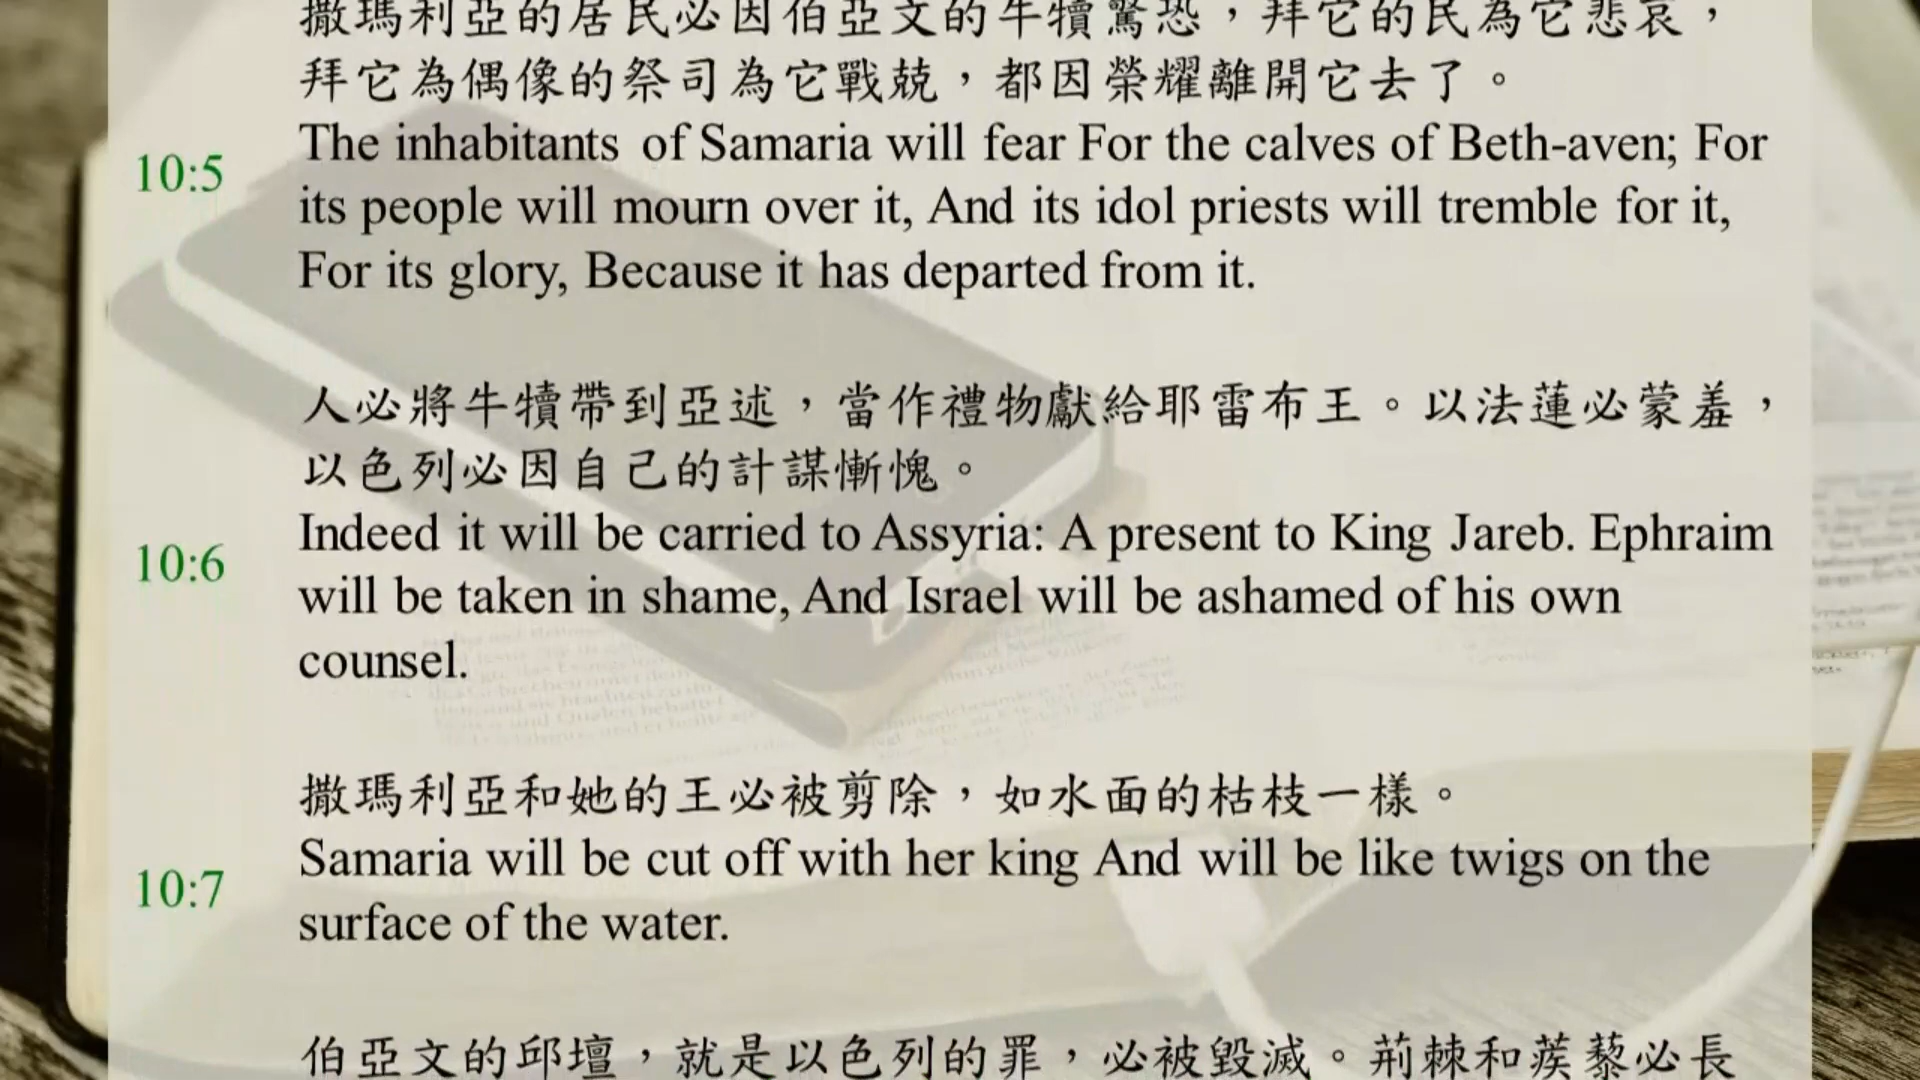 撒瑪利亞的居民必因伯亞文的牛犢驚恐，拜它的民為它悲哀，
拜它為偶像的祭司為它戰兢，都因榮耀離開它去了。
10:5 The inhabitants of Samaria will fear For the calves of Beth-aven; For
its people will mourn over it, And its idol priests will tremble for it,
For its glory, Because it has departed from it.
人必將牛犢帶到亞述，當作禮物獻給耶雷布王。以法蓮必蒙羞，
以色列必因自己的計謀慚愧。
10:6 Indeed it will be carried to Assyria: A present to King Jareb. Ephraim
will be taken in shame, And Israel will be ashamed of his own
counsel.
撒瑪利亞和她的王必被剪除，如水面的枯枝一樣。
10:7 Samaria will be cut off with her king And will be like twigs on the
surface of the water.
伯亞文的邱壇，就是以色列的罪，必被毀滅。荊棘和蒺藜必長